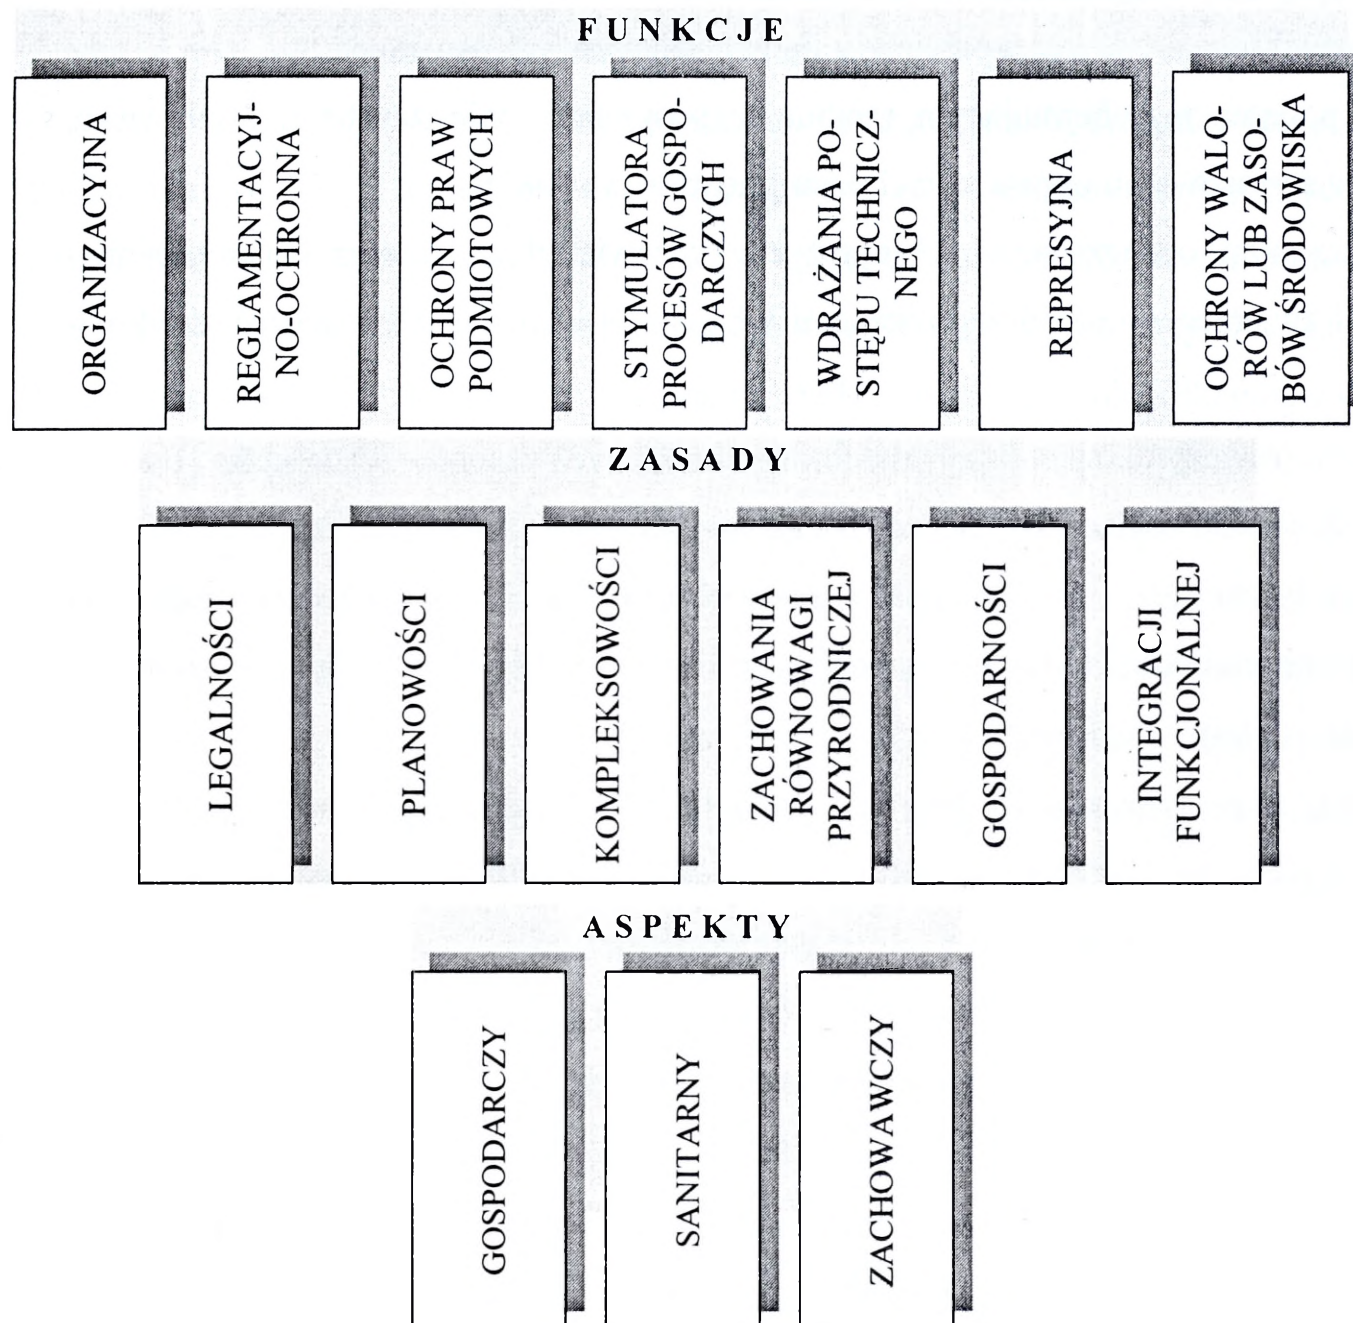 FUNKCJE
ORGANIZACYJNA
REGLAMENTACYJ-
NO-OCHRONNA
OCHRONY PRAW
PODMIOTOWYCH
STYMULATORA
PROCESÓW GOSPO-
DARCZYCH
WDRAŻANIA PO-
STĘPU TECHNICZ-
NEGO
REPRESYJNA
OCHRONY WALO-
RÓW LUB ZASO-
BÓW ŚRODOWISKA
ZASADY
LEGALNOŚCI
PLANOWOŚCI
KOMPLEKSOWOŚCI
ZACHOWANIA
RÓWNOWAGI
PRZYRODNICZEJ
GOSPODARNOŚCI
INTEGRACJI
FUNKCJONALNEJ
ASPEKTY
GOSPODARCZY
SANITARNY
ZACHOWAWCZY